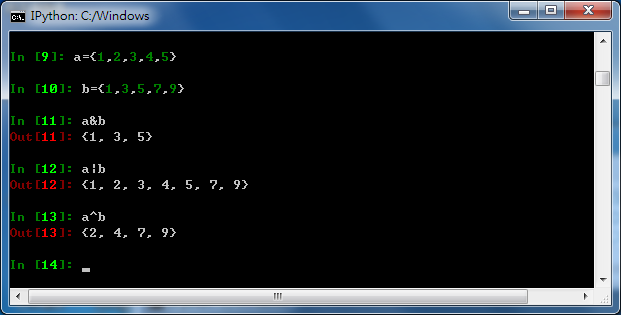 IPython: C:/Windows
In [9]: a={1,2,3,4,5}
In [10]: b={1,3,5,7,9}
In [11]: a&b
Out[11]: {1, 3, 5}
In [12]: a¦b
Out[12]: {1, 2, 3, 4, 5, 7, 9}
In [13]: a^b
Out[13]: {2, 4, 7, 9}
In [14]: